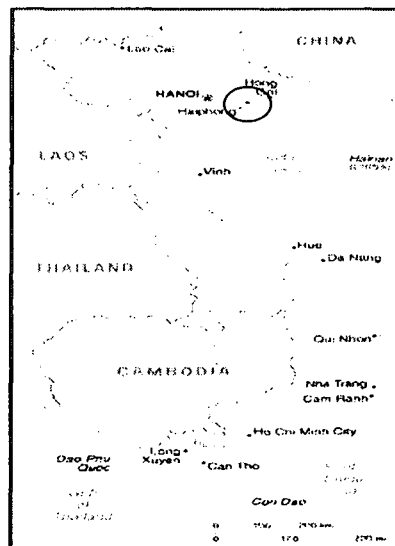 CHINA
Lao Cai
Hong
Gai
HANOI
Haiphong
LAOS
Hainan
Vinh
Hue
Da Nang
THAILAND
Qui Nhon
CAMBODIA
Nha Trang
Cam Ranh
Ho Chi Minh City
Dao Phu
Quoc
Long
Xuyen
Can Tho
Thailand
Con Dao
0
0